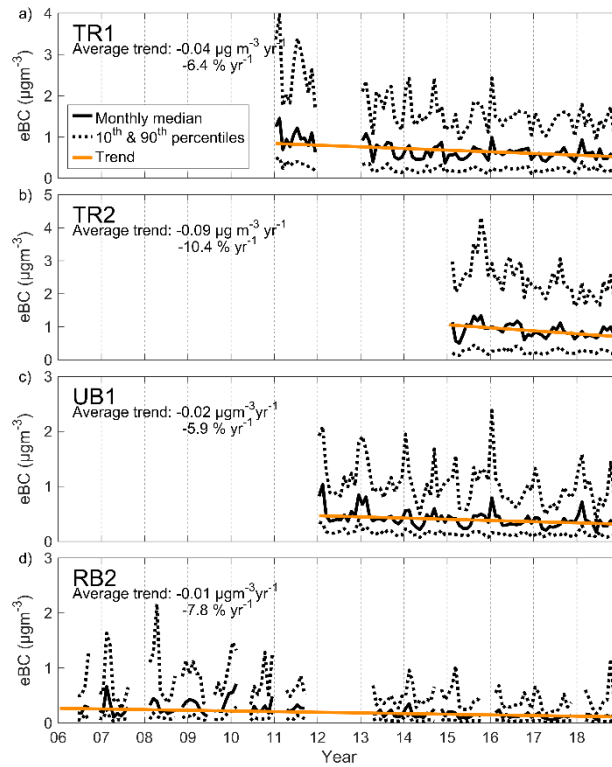 a)
TR1
Average trend: -0.04 µg m-3 yr-1
-6.4 % yr-1
Monthly median
10th & 90th percentiles
Trend
eBC (µgm-3)
4
3
2
1
0
b)
TR2
Average trend: -0.09 µg m-3 yr-1
-10.4 % yr-1
eBC (µgm-3)
5
4
3
2
1
0
c)
UB1
Average trend: -0.02 µgm-3yr-1
-5.9 % yr-1
eBC (µgm-3)
3
2
1
0
d)
RB2
Average trend: -0.01 µgm-3yr-1
-7.8 % yr-1
eBC (µgm-3)
3
2
1
0
06 07 08 09 10 11 12 13 14 15 16 17 18
Year